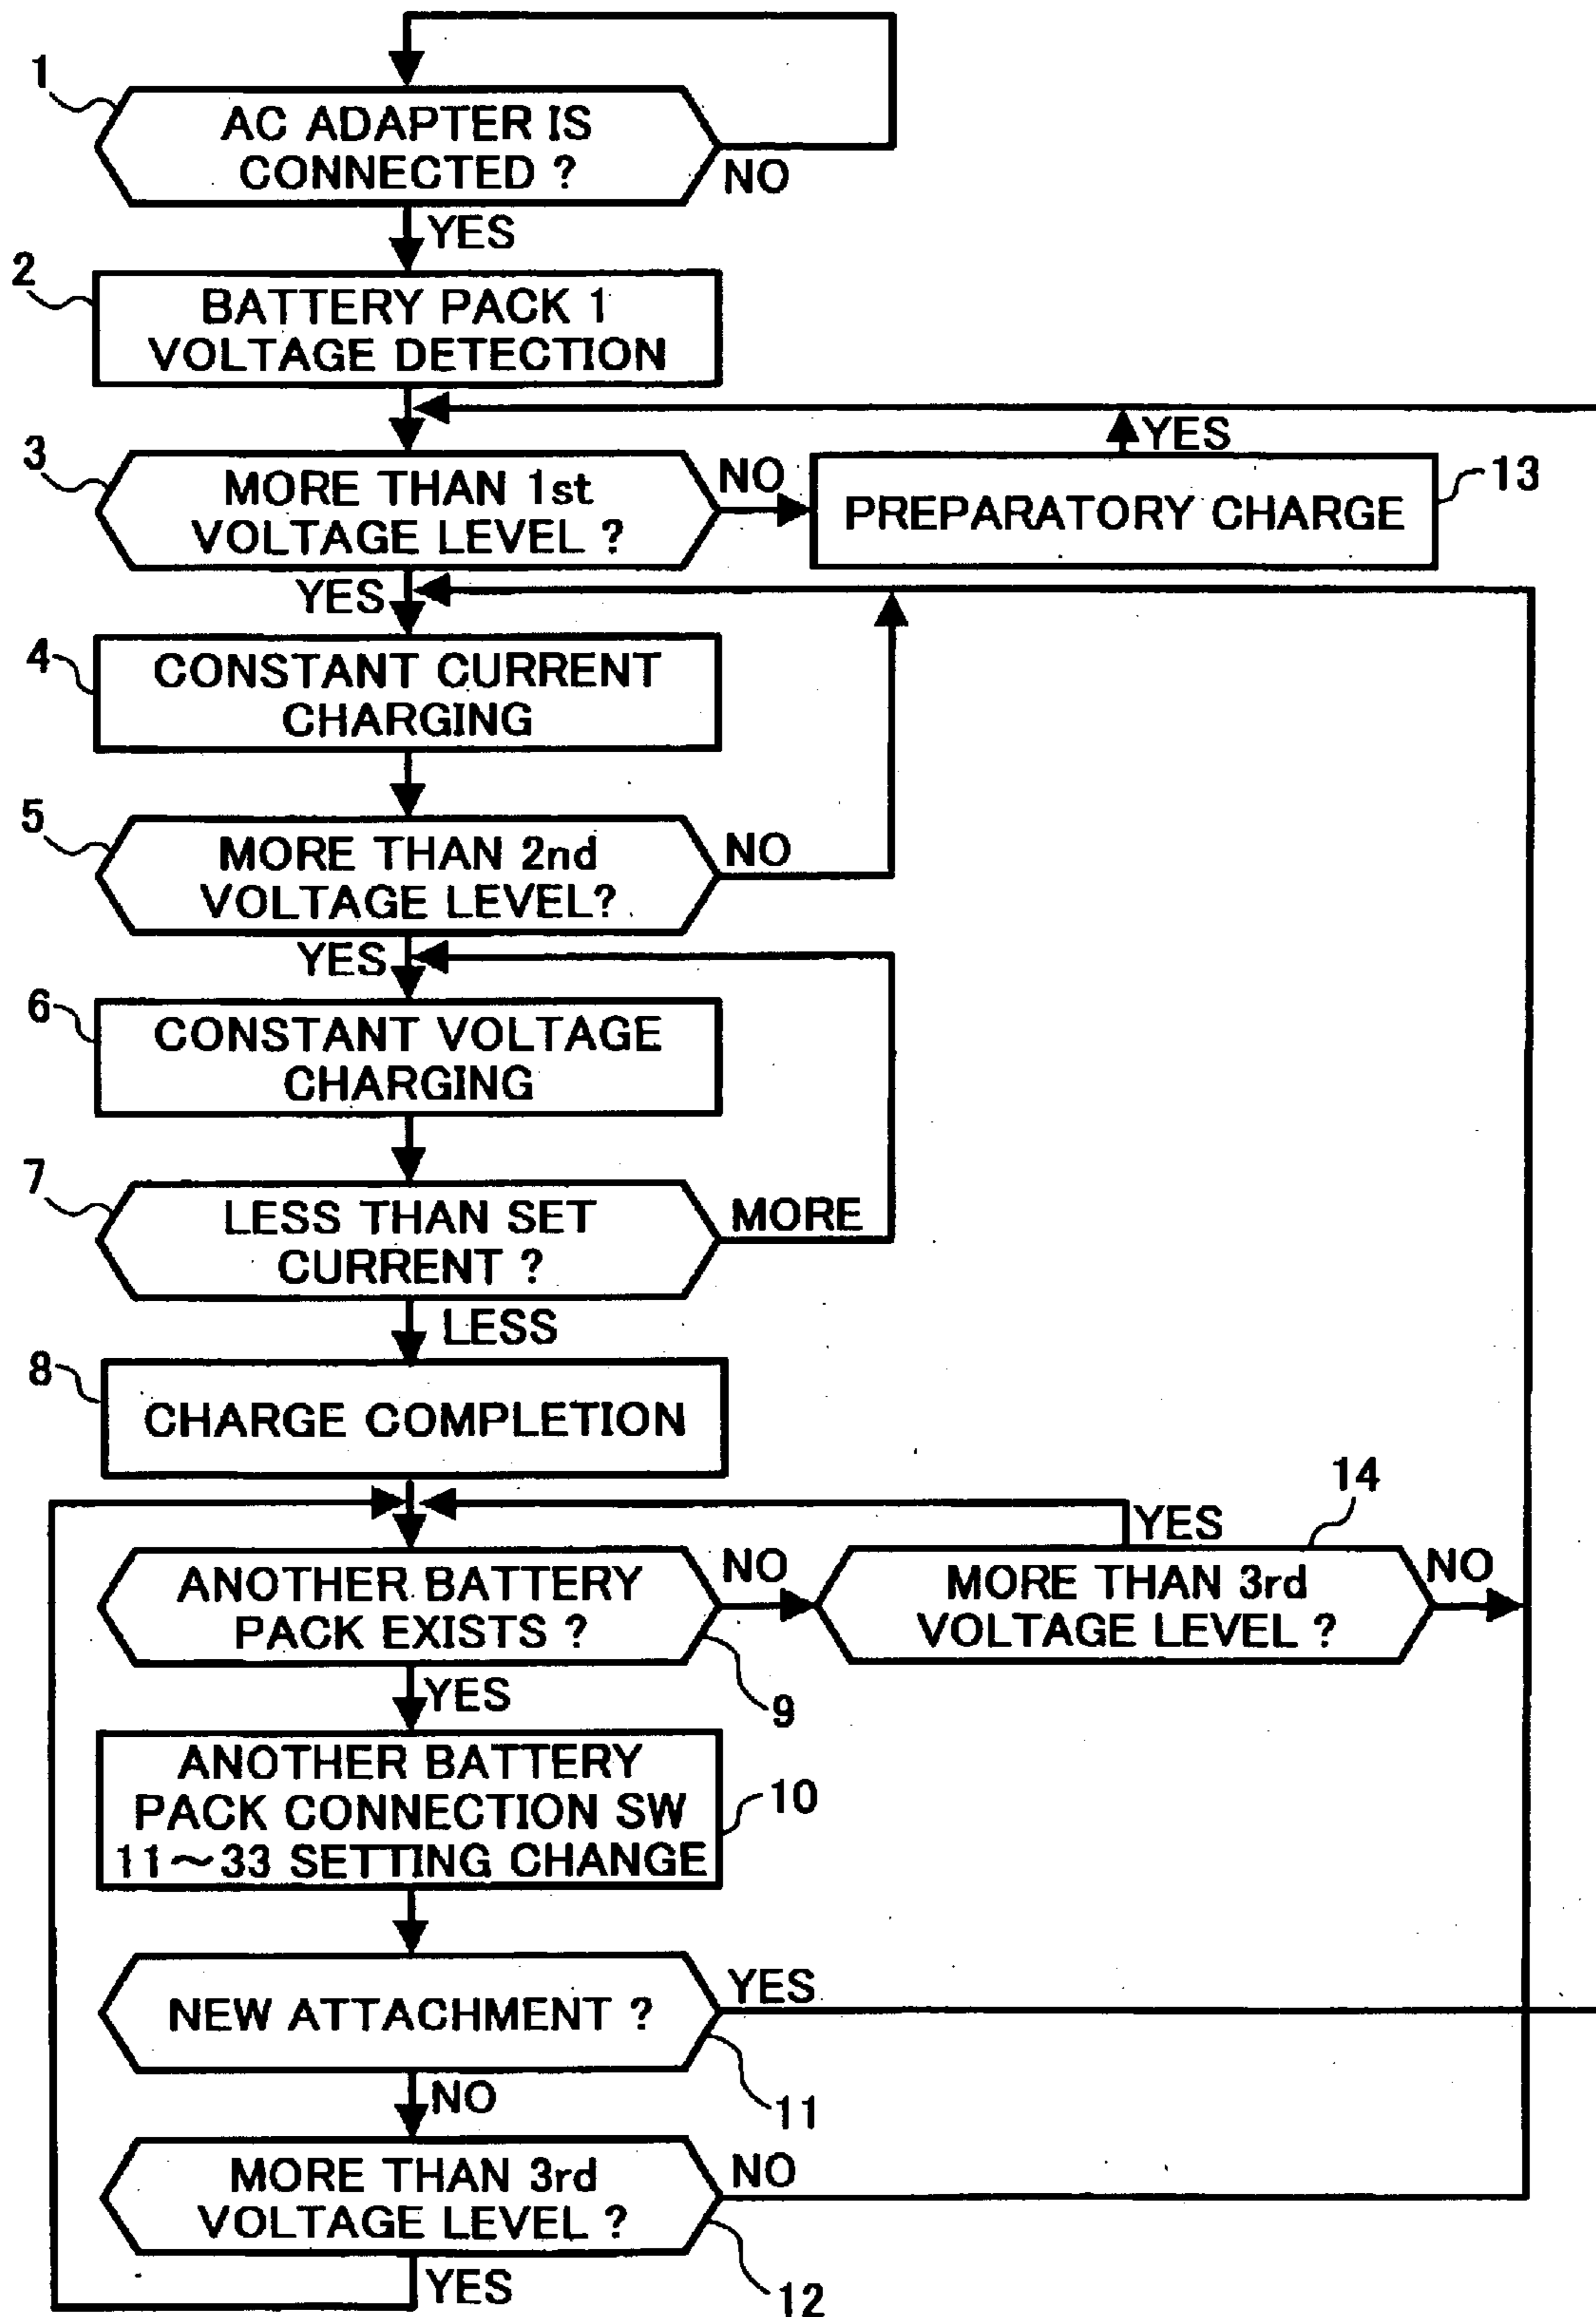 1
AC ADAPTER IS
CONNECTED ?
NO
YES
2
BATTERY PACK 1
VOLTAGE DETECTION
3
MORE THAN 1st
VOLTAGE LEVEL ?
NO
YES
PREPARATORY CHARGE
13
YES
4
CONSTANT CURRENT
CHARGING
5
MORE THAN 2nd
VOLTAGE LEVEL?
NO
YES
6
CONSTANT VOLTAGE
CHARGING
7
LESS THAN SET
CURRENT ?
MORE
LESS
8
CHARGE COMPLETION
ANOTHER BATTERY
PACK EXISTS ?
NO
9
YES
MORE THAN 3rd
VOLTAGE LEVEL ?
14
NO
YES
ANOTHER BATTERY
PACK CONNECTION SW
11~33 SETTING CHANGE
10
NEW ATTACHMENT ?
YES
11
NO
MORE THAN 3rd
VOLTAGE LEVEL ?
NO
12
YES